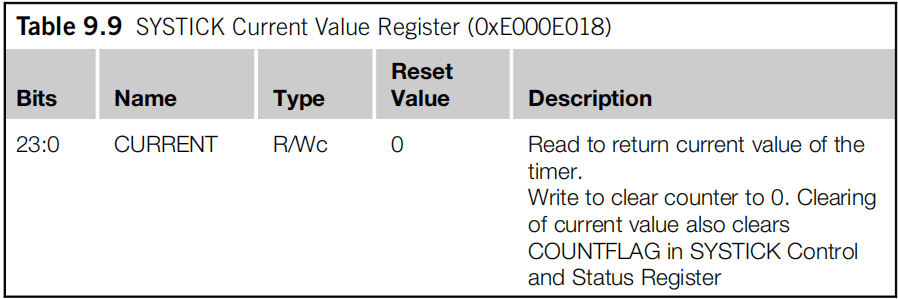 Table 9.9 SYSTICK Current Value Register (0xE000E018)
Bits Name Type Reset Value Description
23:0 CURRENT R/Wc 0 Read to return current value of the
timer.
Write to clear counter to 0. Clearing
of current value also clears
COUNTFLAG in SYSTICK Control
and Status Register